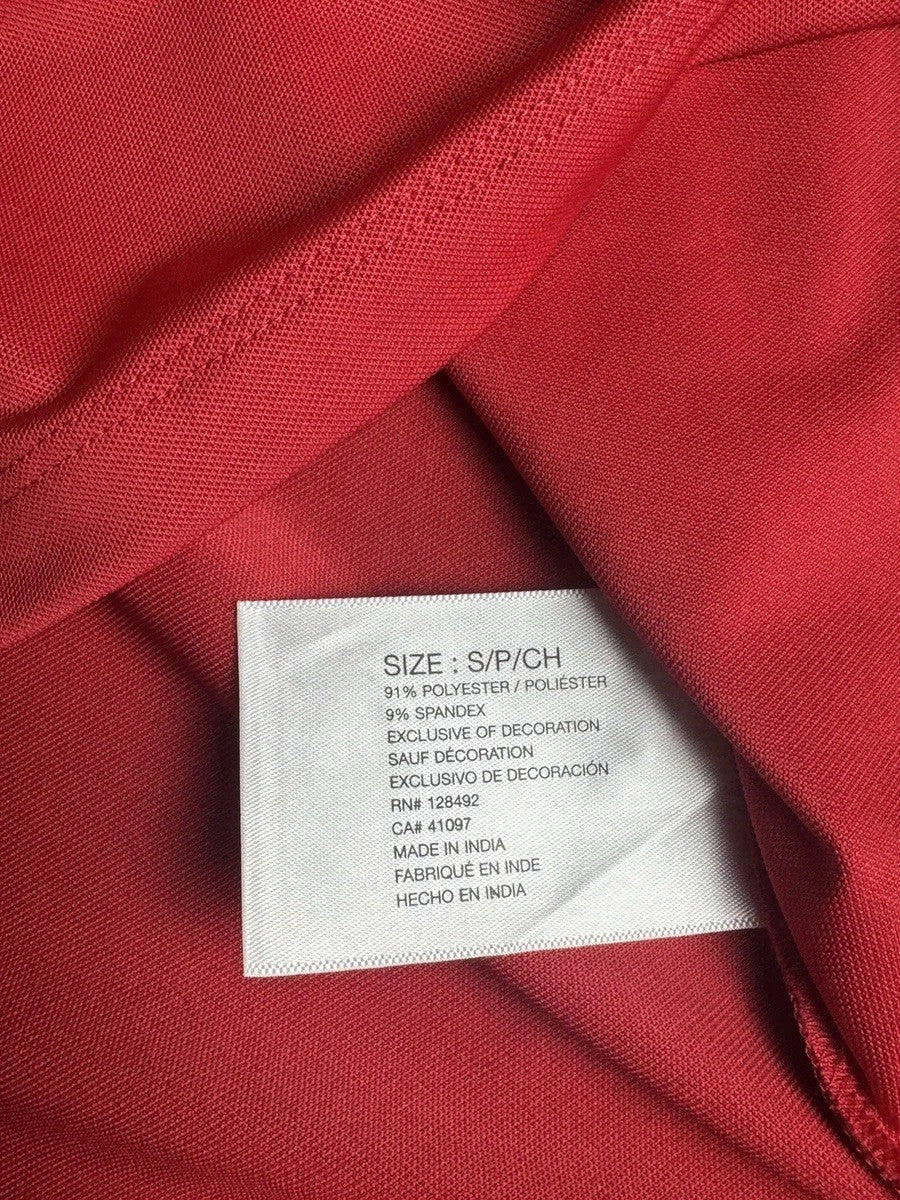 SIZE : S/P/CH
91% POLYESTER / POLIÉSTER
9% SPANDEX
EXCLUSIVE OF DECORATION
SAUF DÉCORATION
EXCLUSIVO DE DECORACIÓN
RN# 128492
CA# 41097
MADE IN INDIA
FABRIQUÉ EN INDE
HECHO EN INDIA